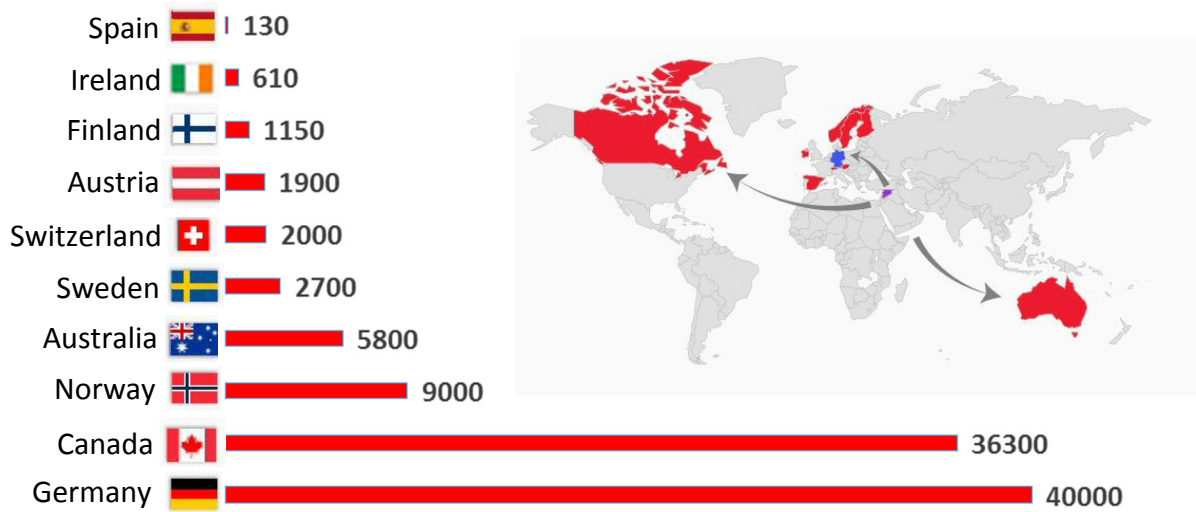 Spain 130
Ireland 610
Finland 1150
Austria 1900
Switzerland 2000
Sweden 2700
Australia 5800
Norway 9000
Canada 36300
Germany 40000